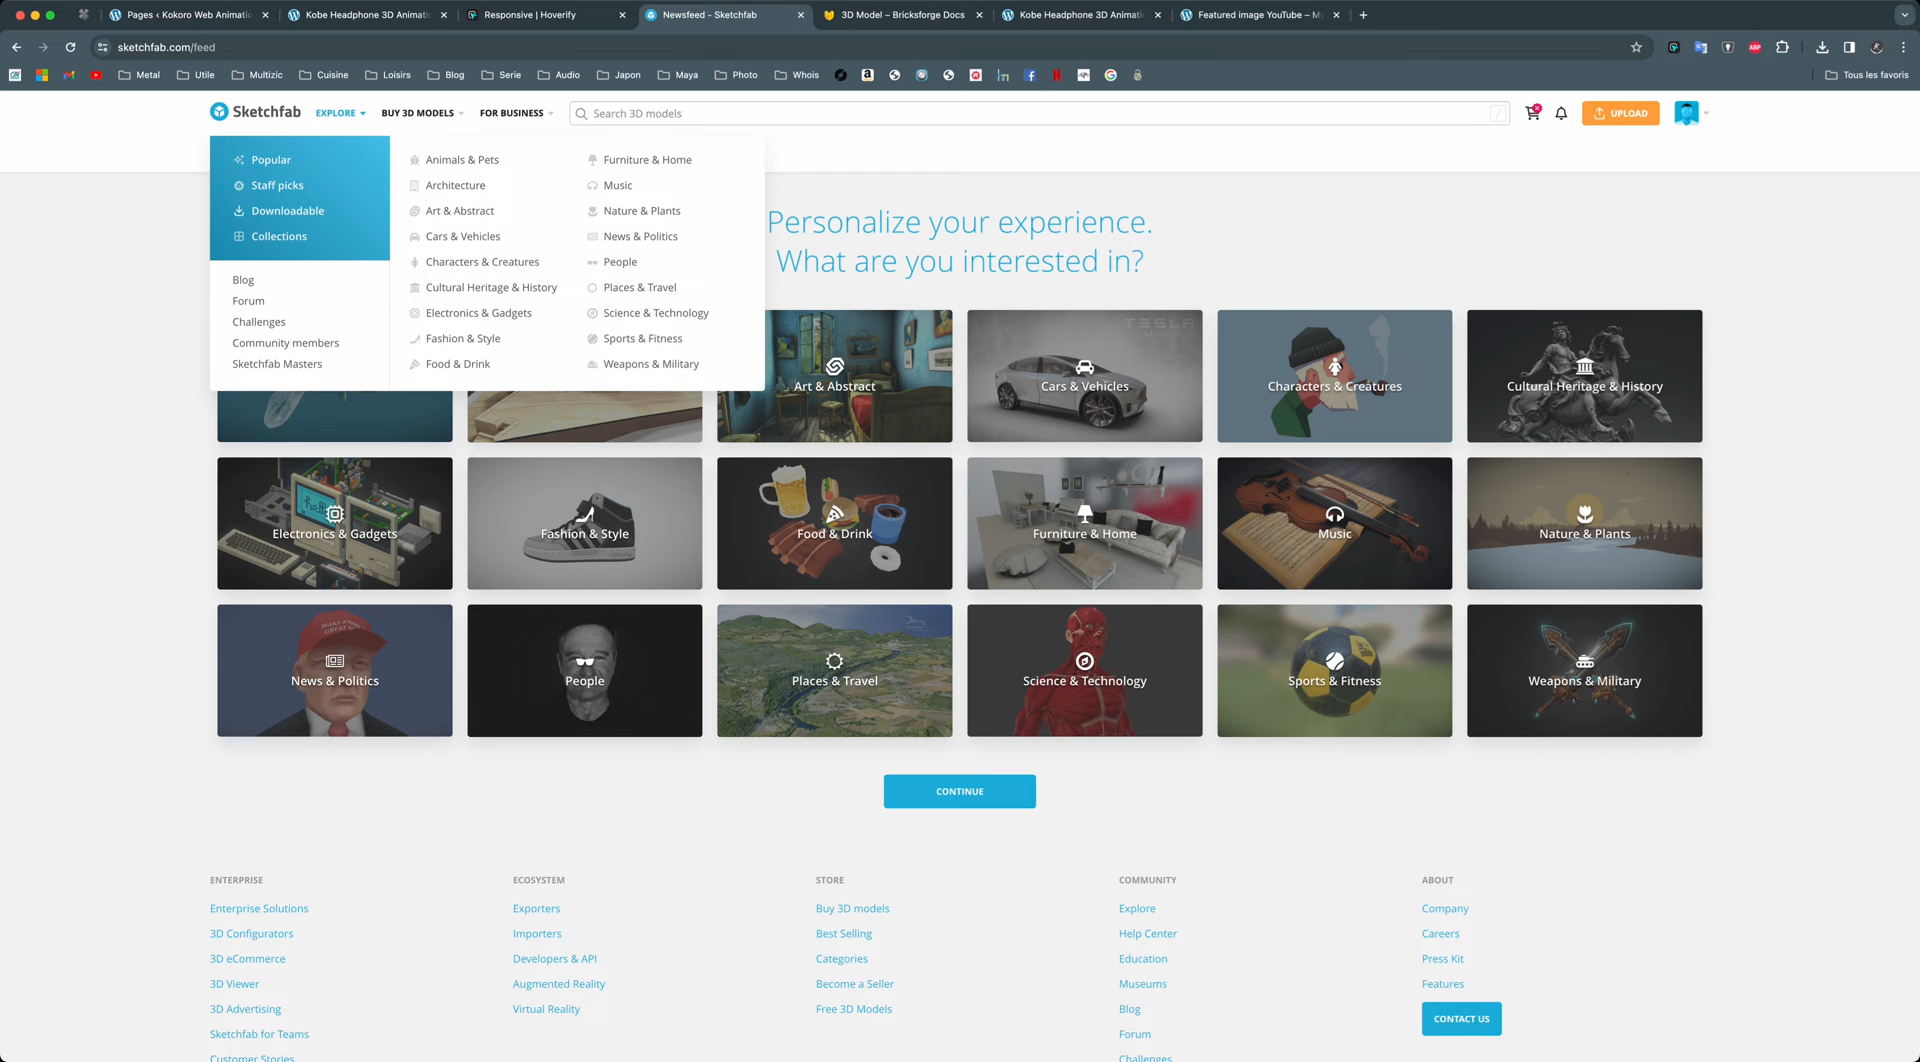 Pages ‹ Kokoro Web Animatio
Kobe Headphone 3D Animatio
Responsive | Hoverify
Newsfeed - Sketchfab
3D Model – Bricksforge Docs
Kobe Headphone 3D Animatio
Featured image YouTube – My
sketchfab.com/feed
ABP
Metal
Utile
Multizic
Cuisine
Loisirs
Blog
Serie
Audio
Japon
Maya
Photo
Whois
Tous les favoris
Sketchfab
EXPLORE
BUY 3D MODELS
FOR BUSINESS
Search 3D models
/
UPLOAD
Popular
Staff picks
Downloadable
Collections
Blog
Forum
Challenges
Community members
Sketchfab Masters
Animals & Pets
Architecture
Art & Abstract
Cars & Vehicles
Characters & Creatures
Cultural Heritage & History
Electronics & Gadgets
Fashion & Style
Food & Drink
Furniture & Home
Music
Nature & Plants
News & Politics
People
Places & Travel
Science & Technology
Sports & Fitness
Weapons & Military
Personalize your experience.
What are you interested in?
Art & Abstract
TESLA
Cars & Vehicles
Characters & Creatures
Cultural Heritage & History
hello
Electronics & Gadgets
Fashion & Style
Food & Drink
Furniture & Home
Music
Nature & Plants
News & Politics
People
Places & Travel
Science & Technology
Sports & Fitness
Weapons & Military
CONTINUE
ENTERPRISE
Enterprise Solutions
3D Configurators
3D eCommerce
3D Viewer
3D Advertising
Sketchfab for Teams
Customer Stories
ECOSYSTEM
Exporters
Importers
Developers & API
Augmented Reality
Virtual Reality
STORE
Buy 3D models
Best Selling
Categories
Become a Seller
Free 3D Models
COMMUNITY
Explore
Help Center
Education
Museums
Blog
Forum
Challenges
ABOUT
Company
Careers
Press Kit
Features
CONTACT US